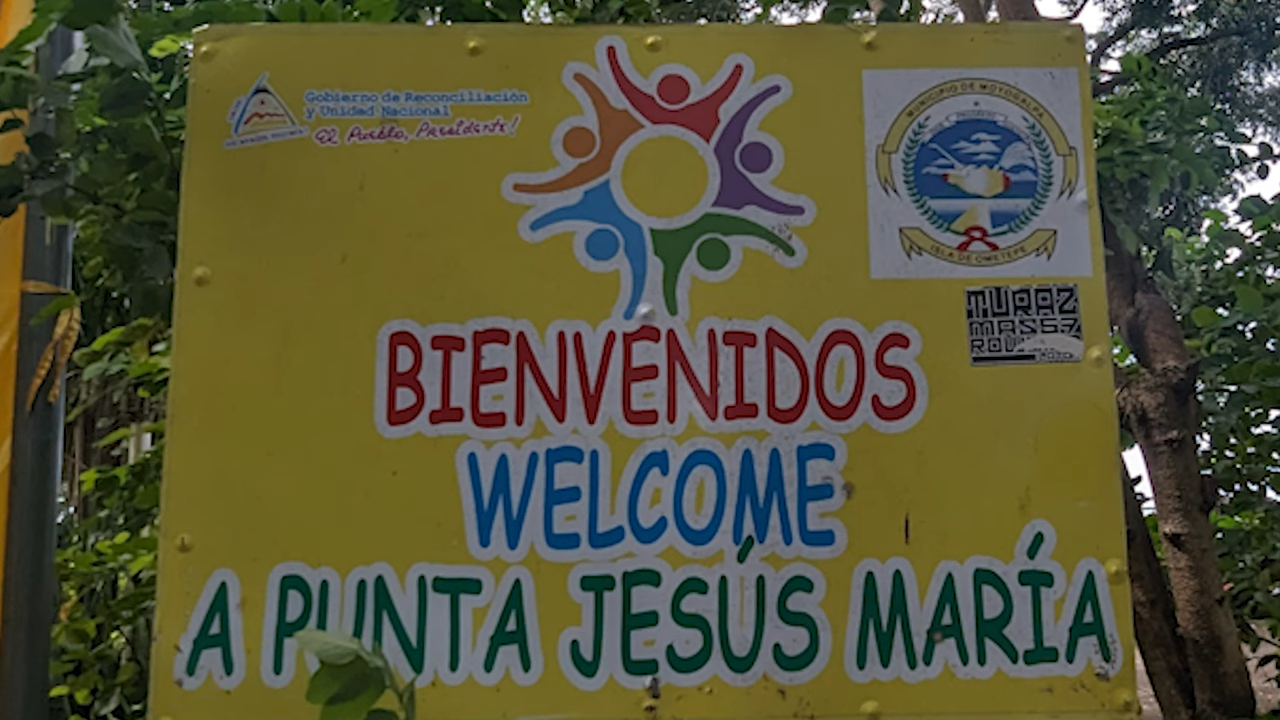 Gobierno de Reconciliación
y Unidad Nacional
El Pueblo, Presidente!
MUNICIPIO DE MOYOGALPA
ISLA DE OMETEPE
BIENVENIDOS
WELCOME
A PUNTA JESÚS MARÍA